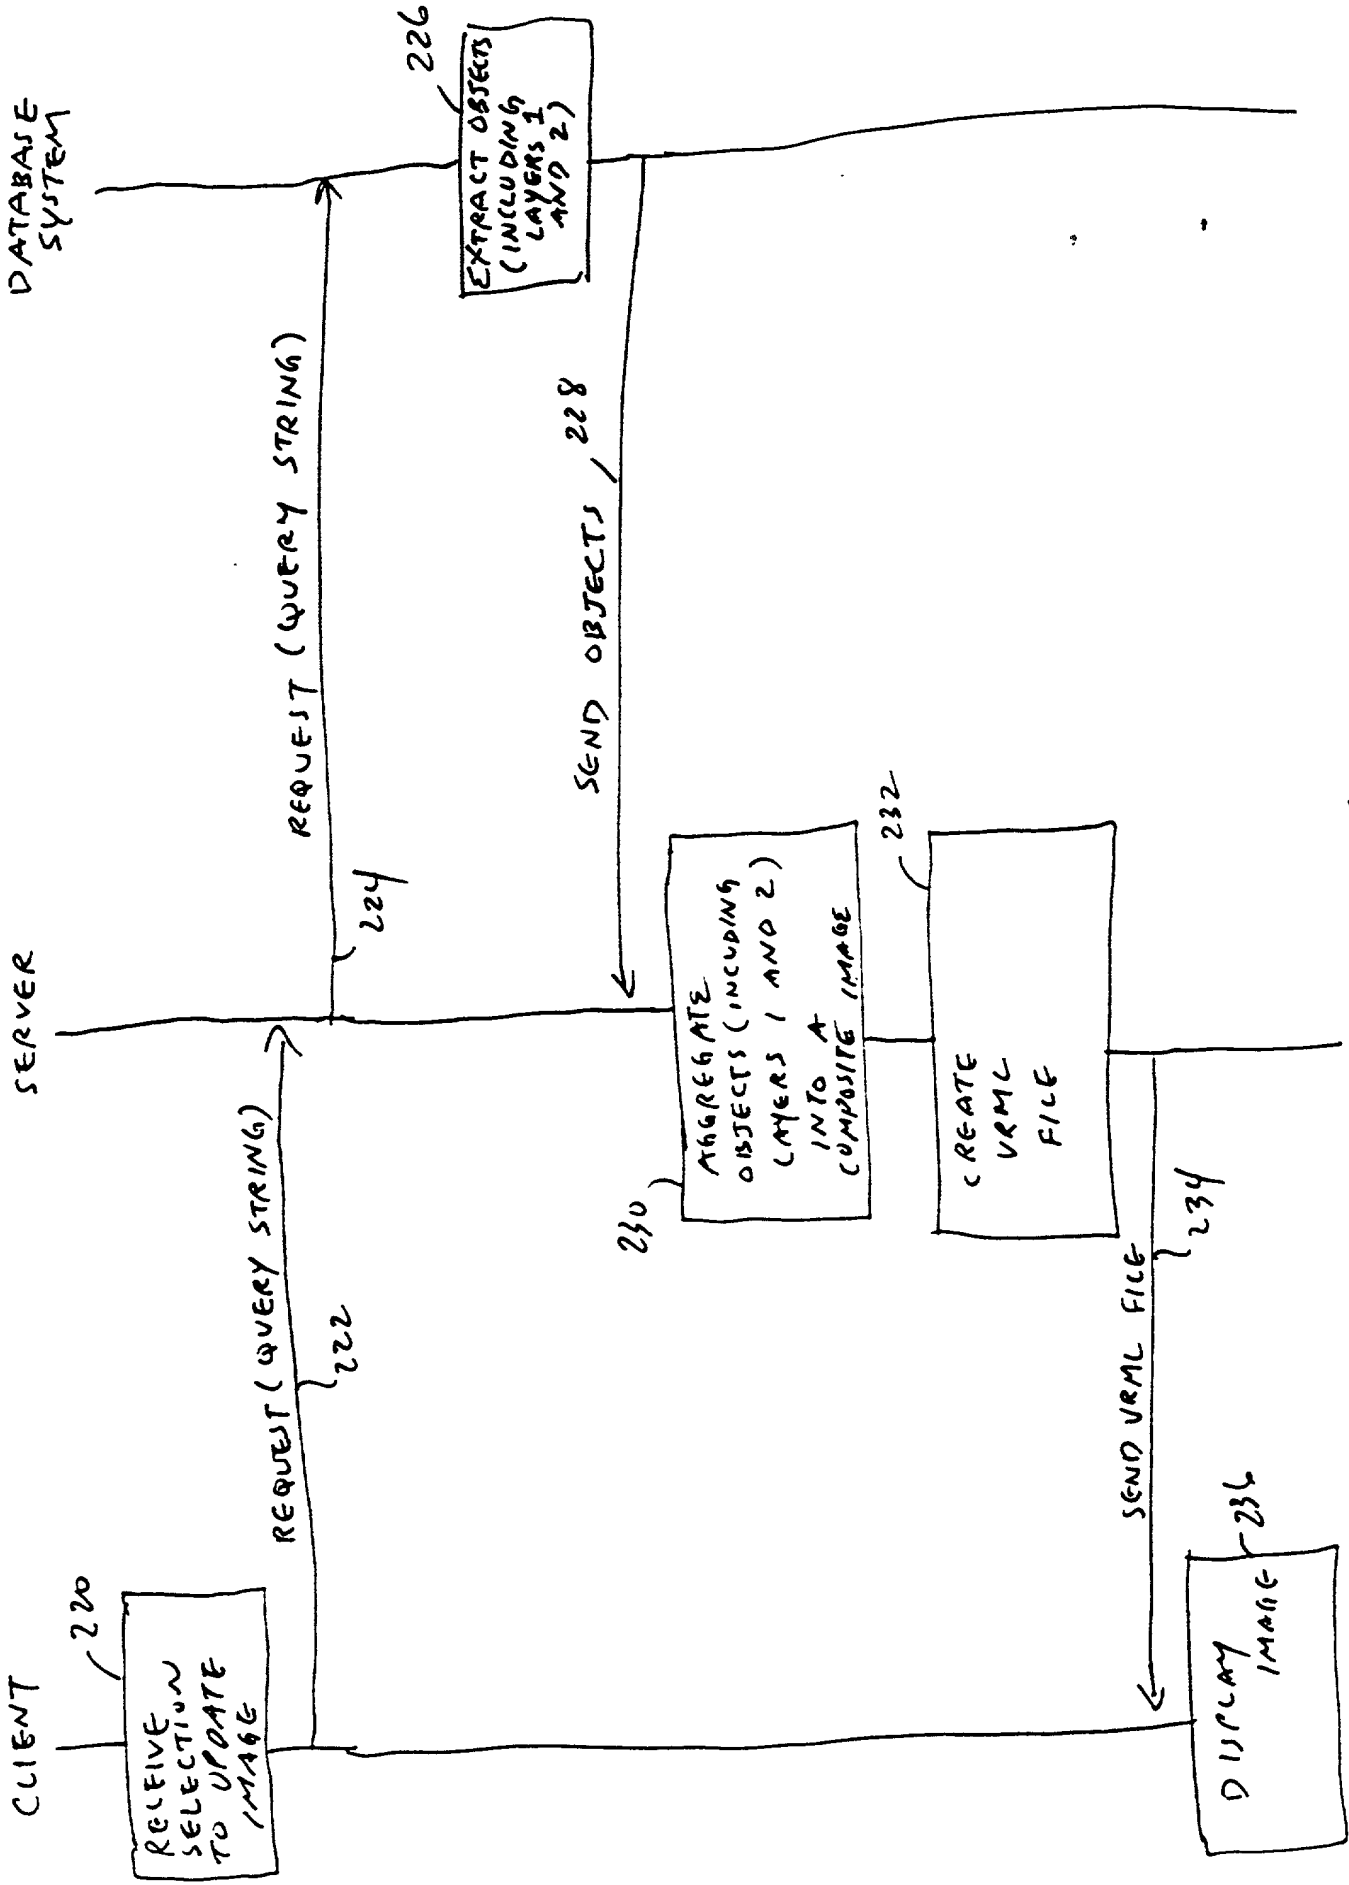 CLIENT
SERVER
DATABASE
SYSTEM
220
RECEIVE
SELECTION
TO UPDATE
IMAGE
REQUEST (QUERY STRING)
222
REQUEST (QUERY STRING)
224
226
EXTRACT OBJECTS
(INCLUDING
LAYERS 1
AND 2)
SEND OBJECTS
228
230
AGGREGATE
OBJECTS (INCLUDING
LAYERS 1 AND 2)
INTO A
COMPOSITE IMAGE
232
CREATE
VRML
FILE
SEND VRML FILE
234
DISPLAY
IMAGE
236